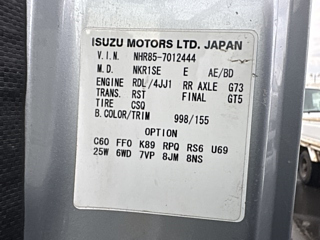 ISUZU MOTORS LTD. JAPAN
V.I.N. NHR85-7012444
M.D. NKR1SE E AE/BD
ENGINE RDL/4JJ1 RR AXLE G73
TRANS. RST FINAL GT5
TIRE CSQ
B.COLOR/TRIM 998/155
OPTION
C60 FF0 K89 RPQ RS6 U69
25W 6WD 7VP 8JM 8NS